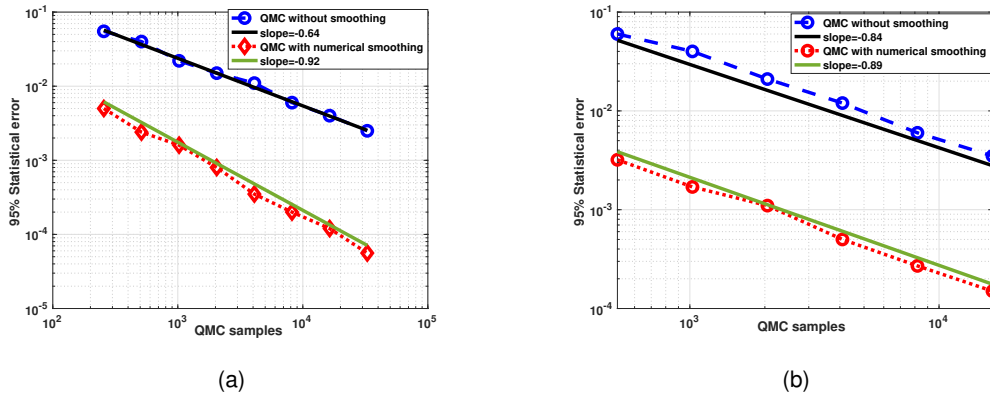 QMC without smoothing
slope=-0.64
QMC with numerical smoothing
slope=-0.92
95% Statistical error
10^-1
10^-2
10^-3
10^-4
10^-5
10^2
10^3
10^4
10^5
QMC samples
(a)
QMC without smoothing
slope=-0.84
QMC with numerical smoothing
slope=-0.89
95% Statistical error
10^-1
10^-2
10^-3
10^-4
10^3
10^4
QMC samples
(b)